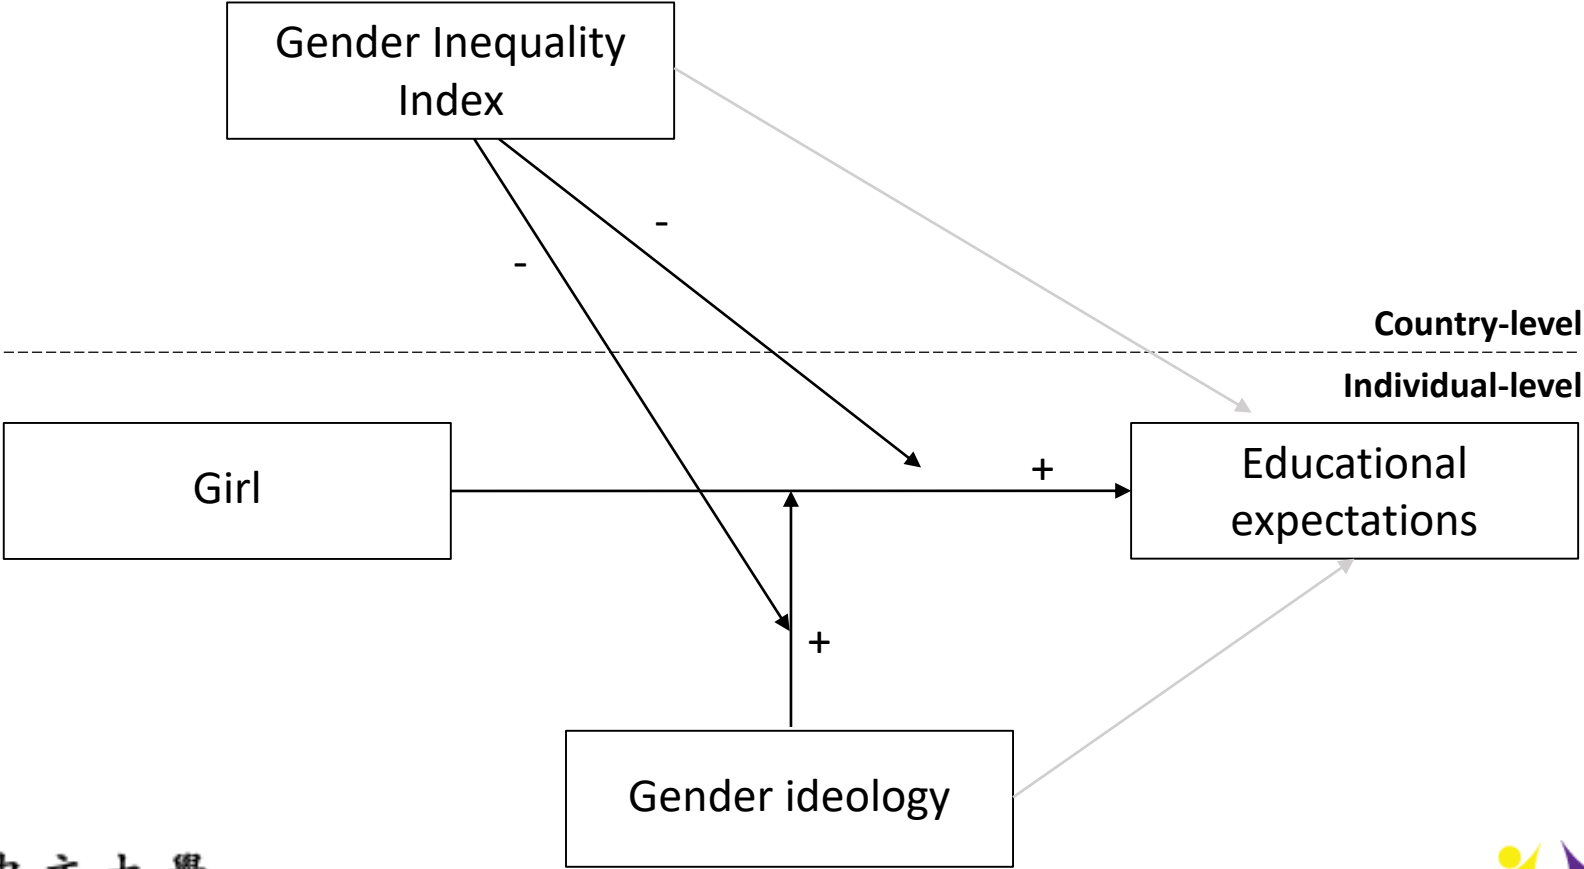 Gender Inequality
Index
-
-
Country-level
Individual-level
Girl
+
Educational
expectations
+
Gender ideology